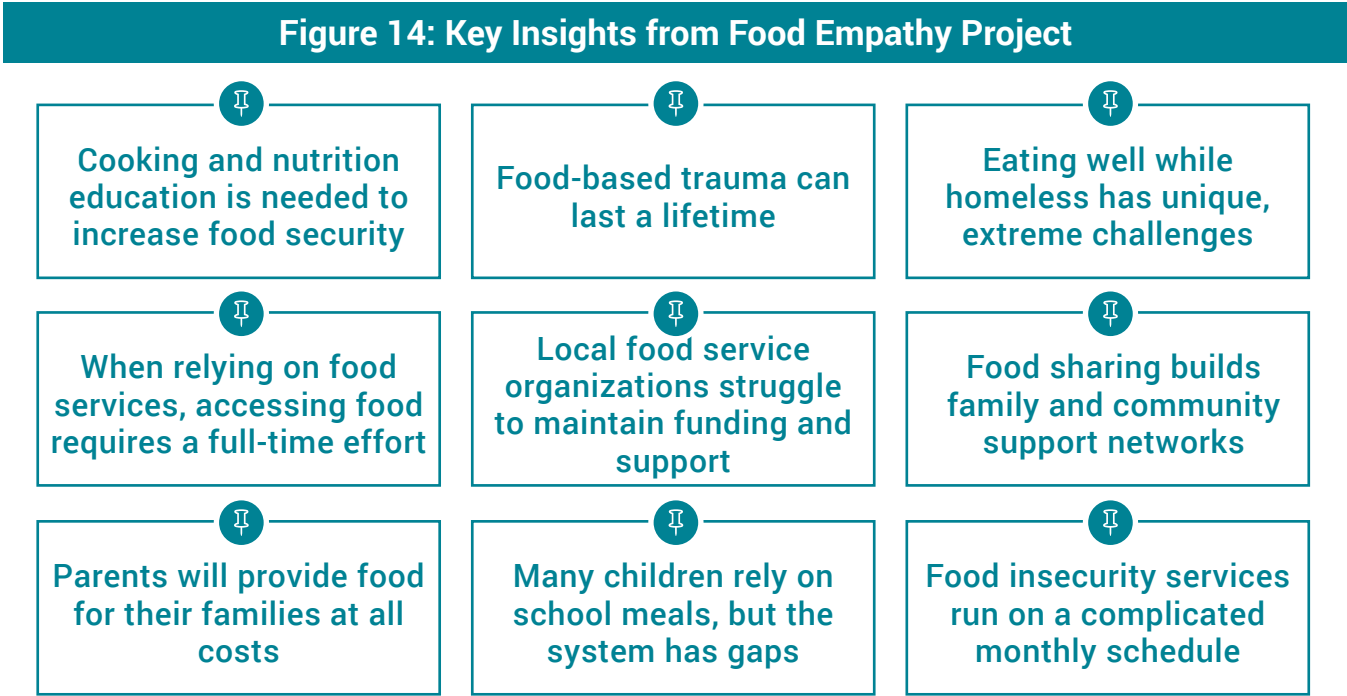 Figure 14: Key Insights from Food Empathy Project
Cooking and nutrition
education is needed to
increase food security
Food-based trauma can
last a lifetime
Eating well while
homeless has unique,
extreme challenges
When relying on food
services, accessing food
requires a full-time effort
Local food service
organizations struggle
to maintain funding and
support
Food sharing builds
family and community
support networks
Parents will provide food
for their families at all
costs
Many children rely on
school meals, but the
system has gaps
Food insecurity services
run on a complicated
monthly schedule